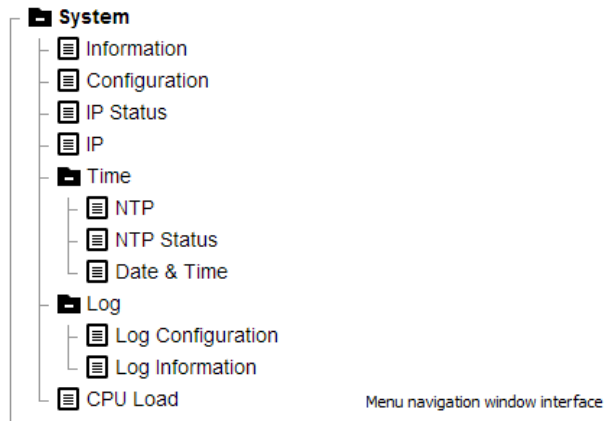 System
Information
Configuration
IP Status
IP
Time
NTP
NTP Status
Date & Time
Log
Log Configuration
Log Information
CPU Load
Menu navigation window interface